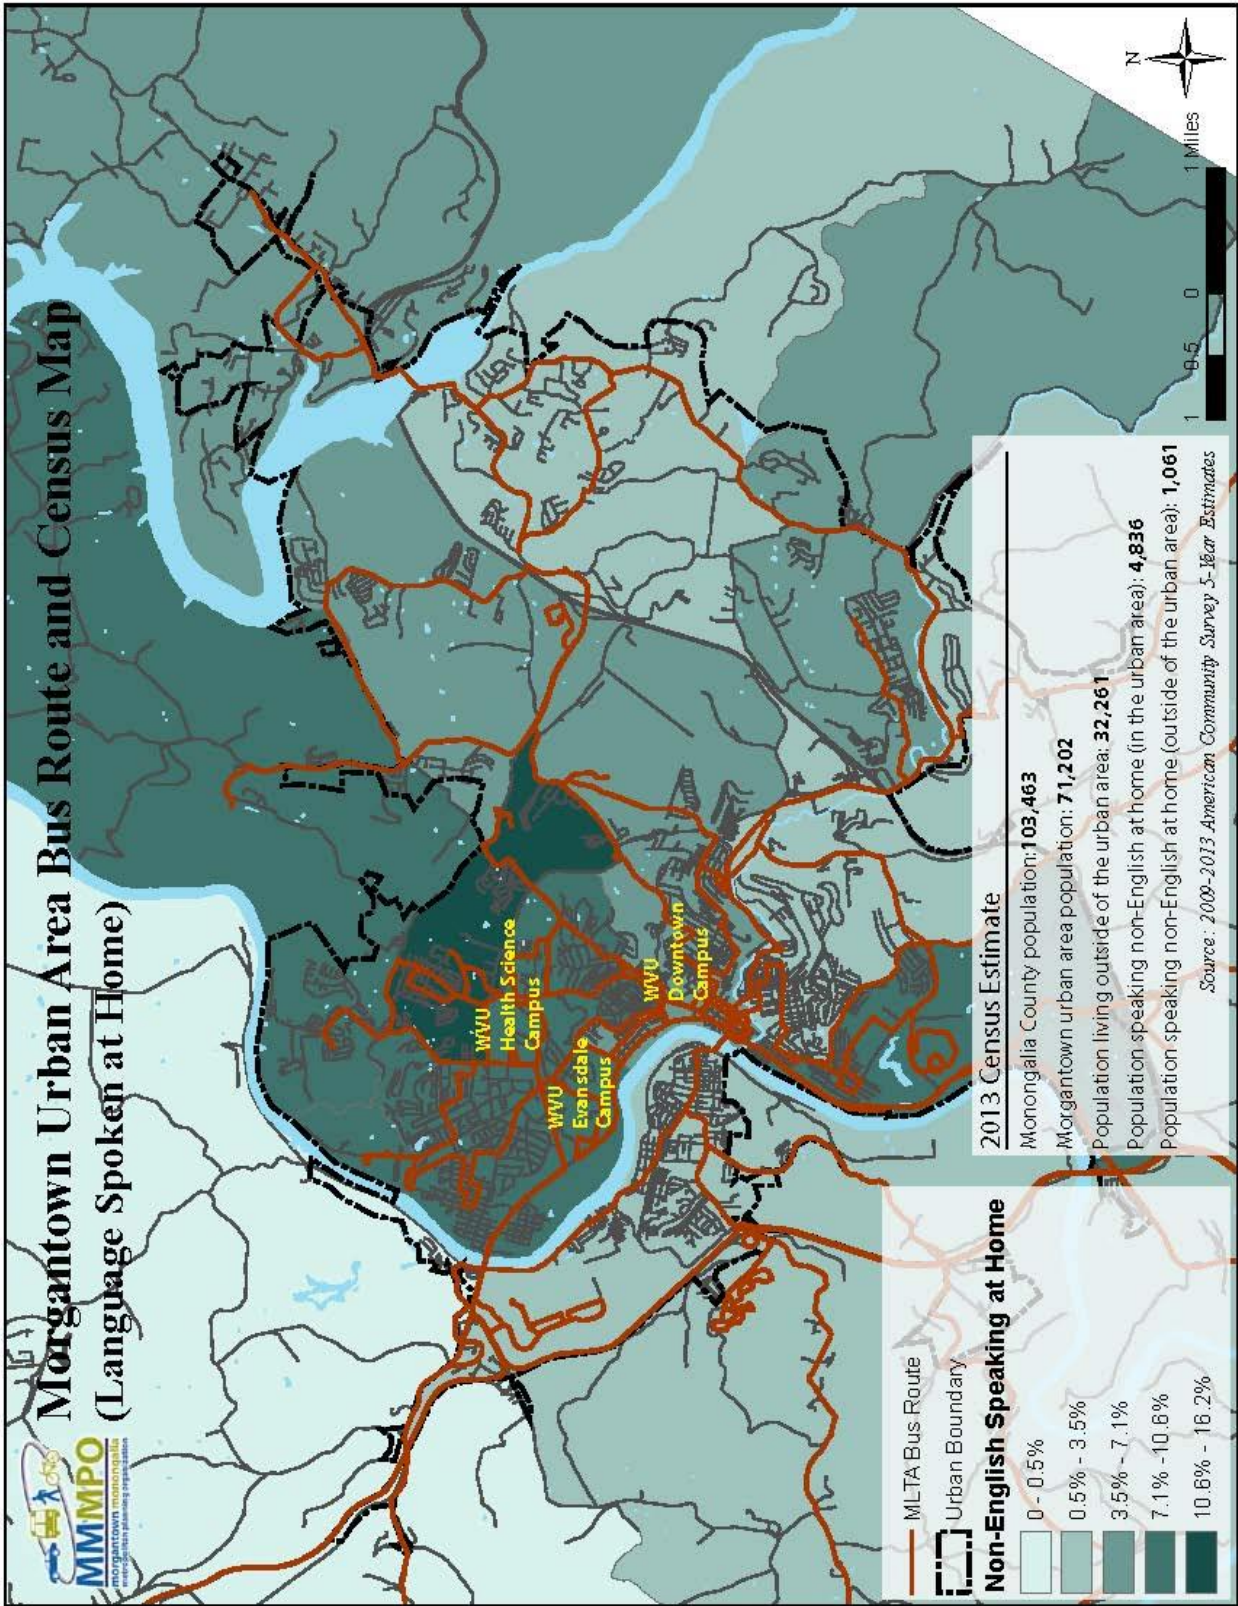 Morgantown Urban Area Bus Route and Census Map
(Language Spoken at Home)
MMMPO
morgantown monongalia
metropolitan planning organization
N
WVU
Health Science
Campus
WVU
Evansdale
Campus
WVU
Downtown
Campus
MLTA Bus Route
Urban Boundary
Non-English Speaking at Home
0 - 0.5%
0.5% - 3.5%
3.5% - 7.1%
7.1% - 10.6%
10.6% - 16.2%
2013 Census Estimate
Monongalia County population: 103,463
Morgantown urban area population: 71,202
Population living outside of the urban area: 32,261
Population speaking non-English at home (in the urban area): 4,836
Population speaking non-English at home (outside of the urban area): 1,061
Source: 2009-2013 American Community Survey 5-Year Estimates
1 0.5 0 1 Miles